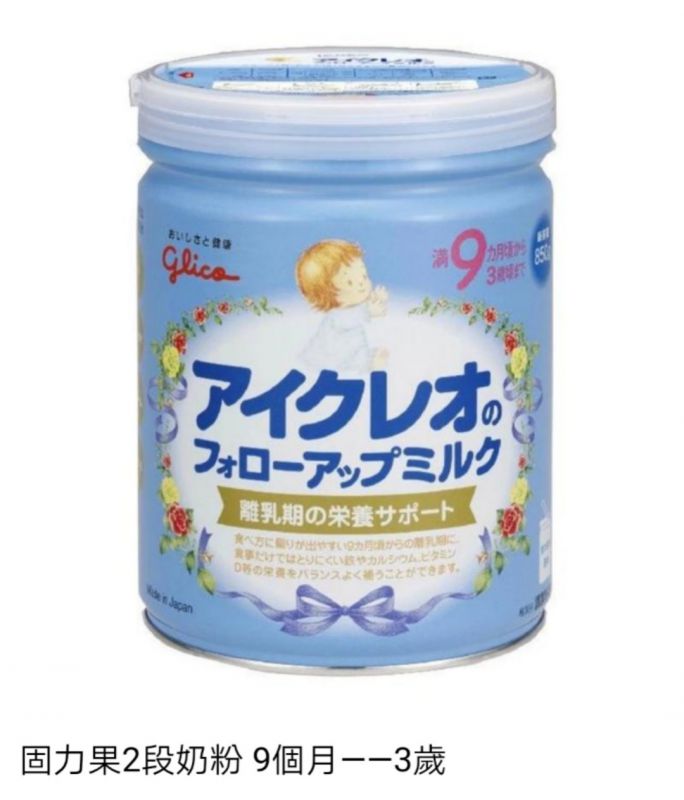 アイクレオ
おいしさと健康
glico
満9カ月頃から
3歳頃まで
850g
アイクレオの
フォローアップミルク
離乳期の栄養サポート
食べ方に偏りが出やすい9カ月頃からの離乳期に、
食事だけではとりにくい鉄やカルシウム、ビタミン
D等の栄養をバランスよく補うことができます。
Made in Japan
固力果2段奶粉 9個月——3歲